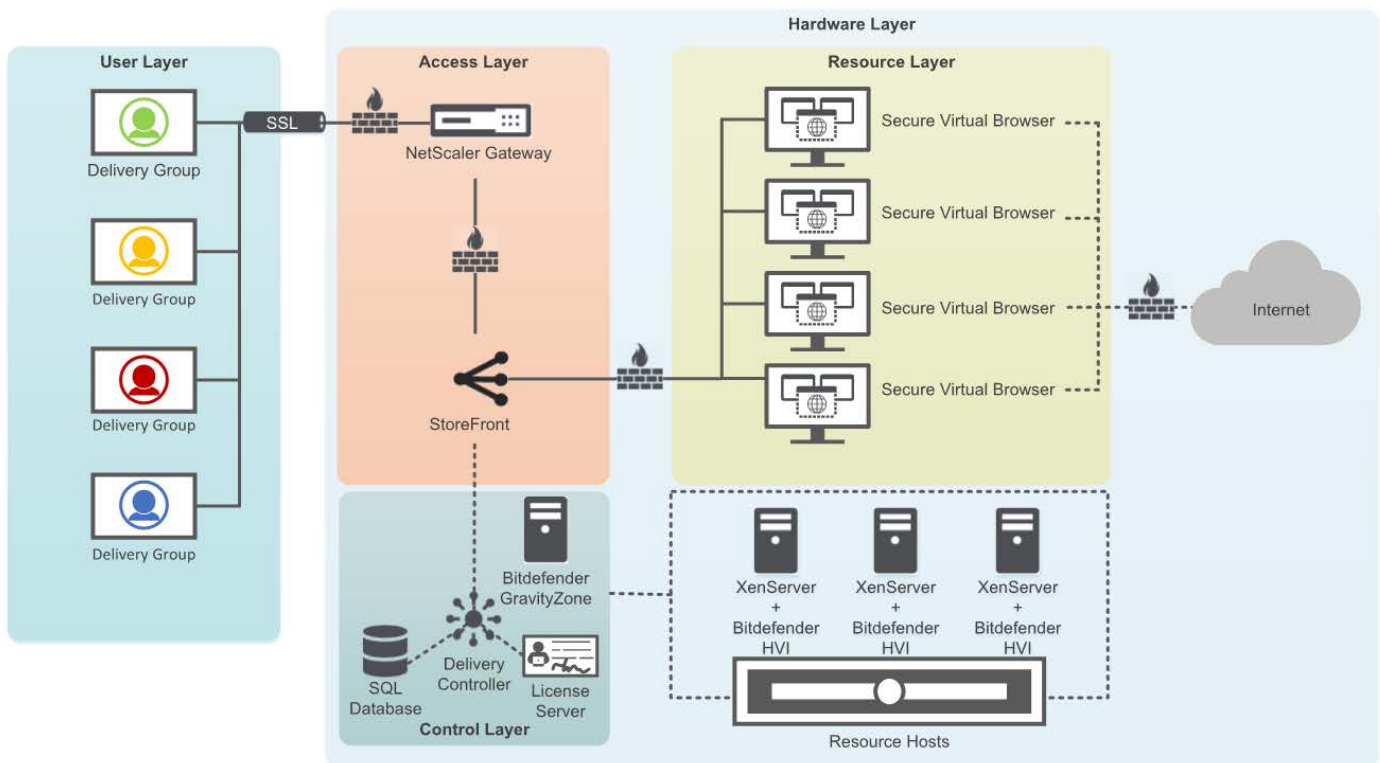 Hardware Layer
User Layer
Access Layer
Resource Layer
SSL
Delivery Group
Delivery Group
Delivery Group
Delivery Group
NetScaler Gateway
StoreFront
Secure Virtual Browser
Secure Virtual Browser
Secure Virtual Browser
Secure Virtual Browser
Internet
Bitdefender
GravityZone
SQL
Database
Delivery
Controller
License
Server
Control Layer
XenServer
+
Bitdefender
HVI
XenServer
+
Bitdefender
HVI
XenServer
+
Bitdefender
HVI
Resource Hosts